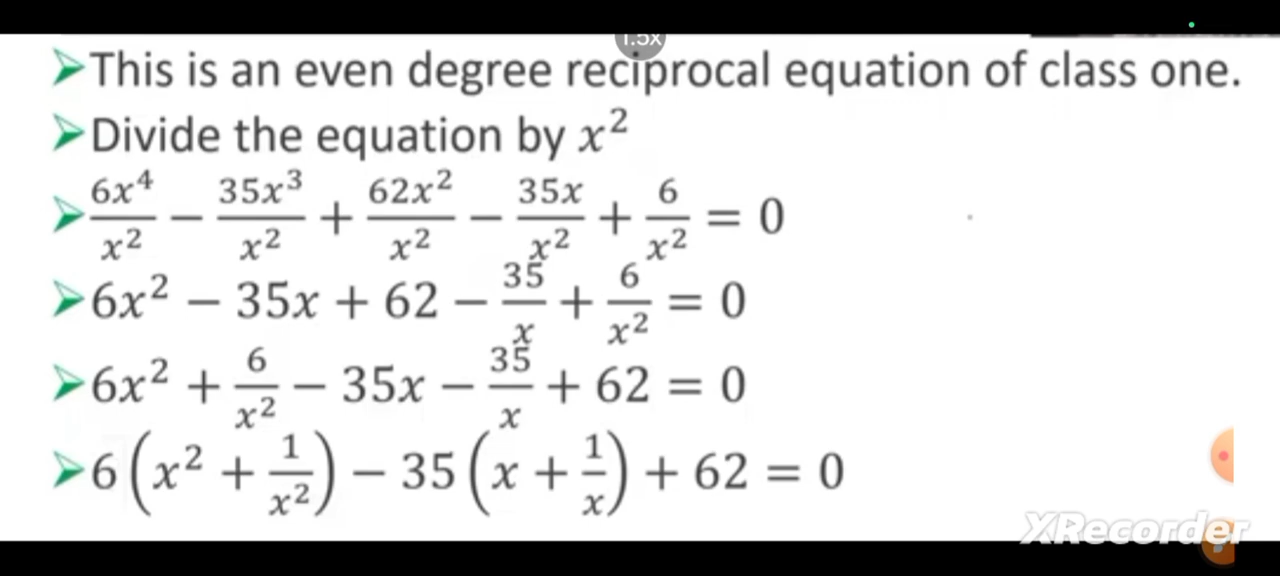 1.5x
➤This is an even degree reciprocal equation of class one.
➤Divide the equation by x²
➤6x⁴/x² − 35x³/x² + 62x²/x² − 35x/x² + 6/x² = 0
➤6x² − 35x + 62 − 35/x + 6/x² = 0
➤6x² + 6/x² − 35x − 35/x + 62 = 0
➤6(x² + 1/x²) − 35(x + 1/x) + 62 = 0
XRecorder